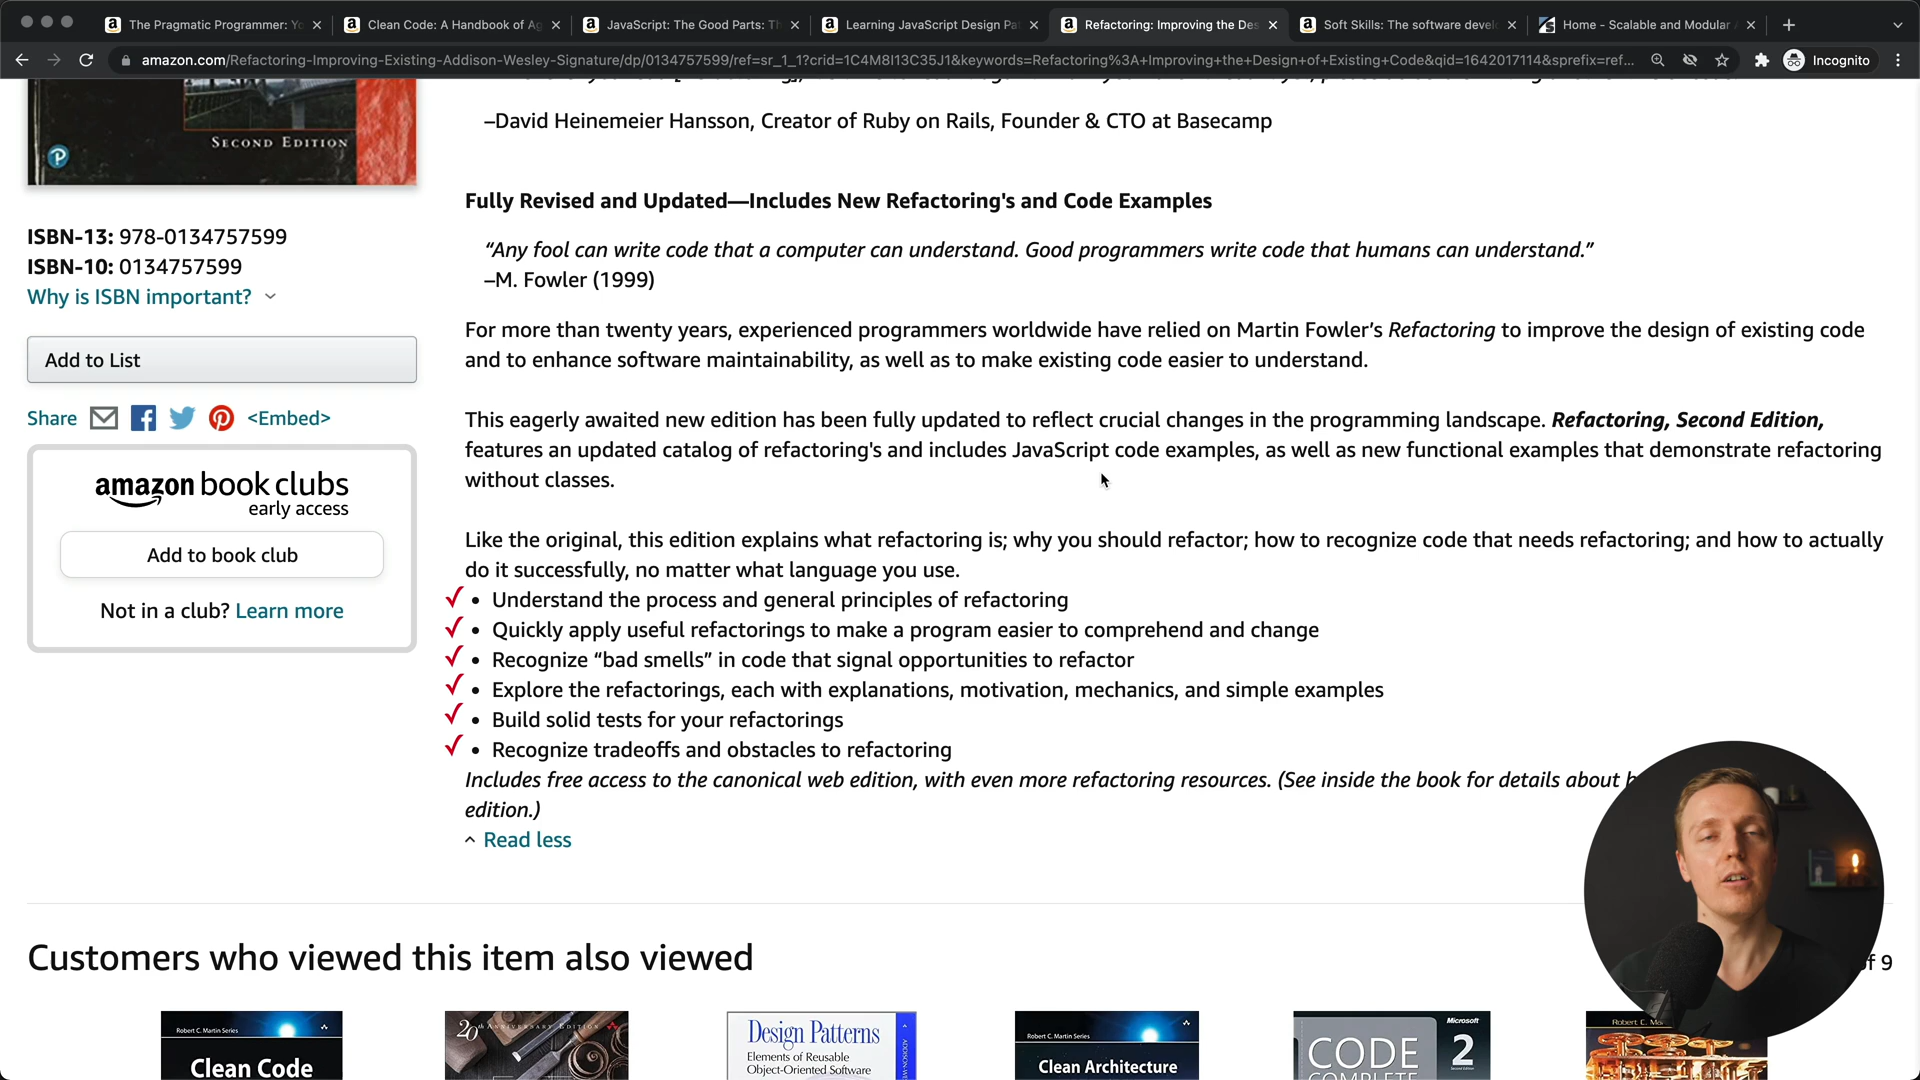 The Pragmatic Programmer: Yo
Clean Code: A Handbook of Ag
JavaScript: The Good Parts: Th
Learning JavaScript Design Pa
Refactoring: Improving the Des
Soft Skills: The software devel
Home - Scalable and Modular
amazon.com/Refactoring-Improving-Existing-Addison-Wesley-Signature/dp/0134757599/ref=sr_1_1?crid=1C4M8I13C35J1&keywords=Refactoring%3A+Improving+the+Design+of+Existing+Code&qid=1642017114&sprefix=ref...
Incognito
–David Heinemeier Hansson, Creator of Ruby on Rails, Founder & CTO at Basecamp
SECOND EDITION
Fully Revised and Updated—Includes New Refactoring's and Code Examples
“Any fool can write code that a computer can understand. Good programmers write code that humans can understand.”
–M. Fowler (1999)
ISBN-13: 978-0134757599
ISBN-10: 0134757599
Why is ISBN important?
Add to List
Share
<Embed>
amazon book clubs
early access
Add to book club
Not in a club? Learn more
For more than twenty years, experienced programmers worldwide have relied on Martin Fowler’s Refactoring to improve the design of existing code
and to enhance software maintainability, as well as to make existing code easier to understand.
This eagerly awaited new edition has been fully updated to reflect crucial changes in the programming landscape. Refactoring, Second Edition,
features an updated catalog of refactoring's and includes JavaScript code examples, as well as new functional examples that demonstrate refactoring
without classes.
Like the original, this edition explains what refactoring is; why you should refactor; how to recognize code that needs refactoring; and how to actually
do it successfully, no matter what language you use.
• Understand the process and general principles of refactoring
• Quickly apply useful refactorings to make a program easier to comprehend and change
• Recognize “bad smells” in code that signal opportunities to refactor
• Explore the refactorings, each with explanations, motivation, mechanics, and simple examples
• Build solid tests for your refactorings
• Recognize tradeoffs and obstacles to refactoring
Includes free access to the canonical web edition, with even more refactoring resources. (See inside the book for details about
edition.)
Read less
Customers who viewed this item also viewed
of 9
Robert C. Martin Series
Clean Code
20th ANNIVERSARY EDITION
Design Patterns
Elements of Reusable
Object-Oriented Software
Robert C. Martin Series
Clean Architecture
Microsoft
CODE
COMPLETE
2
Second Edition
Robert C.